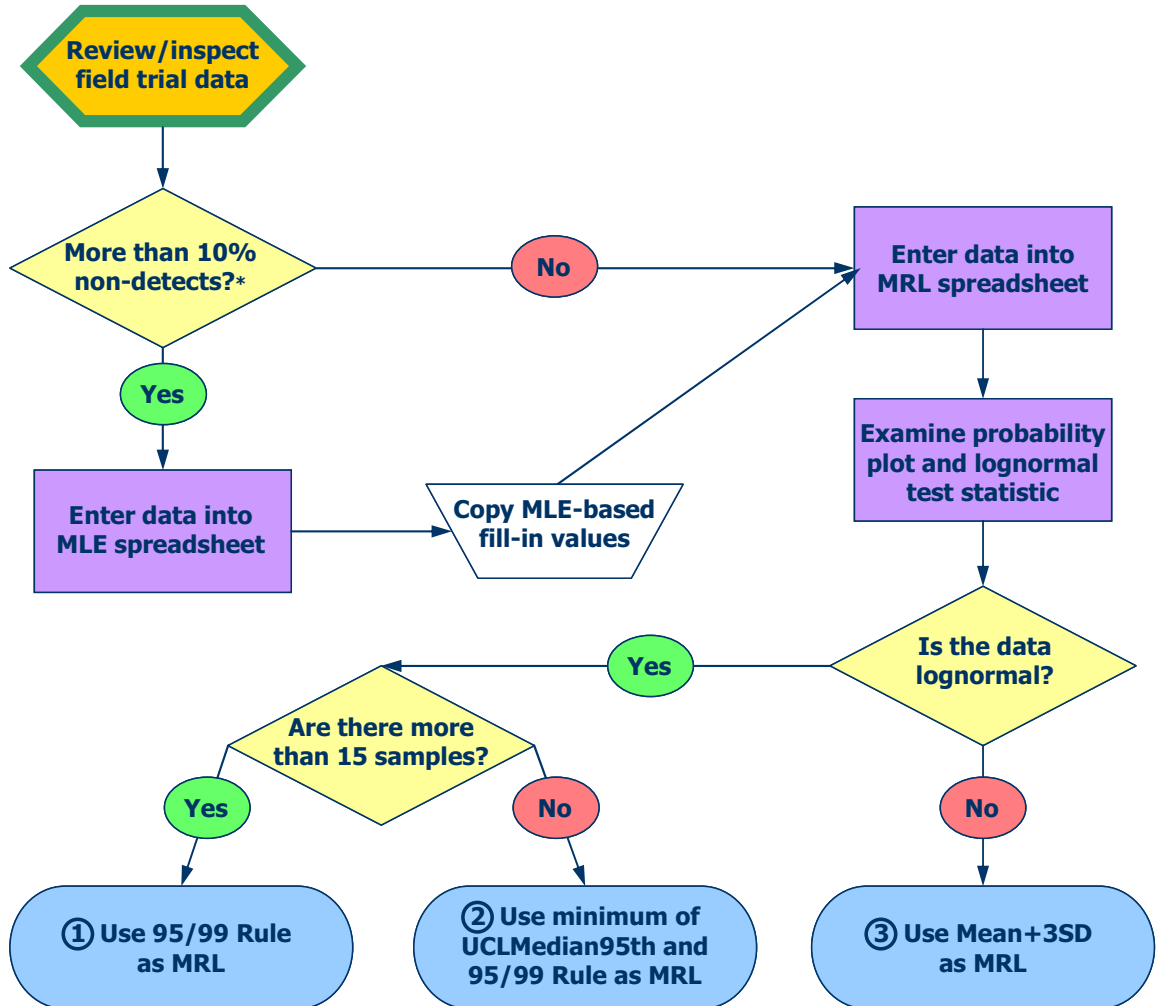 Review/inspect
field trial data
More than 10%
non-detects?*
No
Enter data into
MRL spreadsheet
Yes
Examine probability
plot and lognormal
test statistic
Enter data into
MLE spreadsheet
Copy MLE-based
fill-in values
Is the data
lognormal?
Yes
Are there more
than 15 samples?
Yes
No
No
① Use 95/99 Rule
as MRL
② Use minimum of
UCLMedian95th and
95/99 Rule as MRL
③ Use Mean+3SD
as MRL